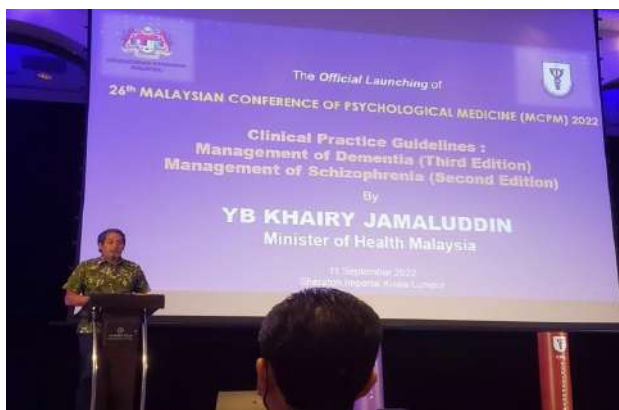 The Official Launching of
26th MALAYSIAN CONFERENCE OF PSYCHOLOGICAL MEDICINE (MCPM) 2022
Clinical Practice Guidelines :
Management of Dementia (Third Edition)
Management of Schizophrenia (Second Edition)
By
YB KHAIRY JAMALUDDIN
Minister of Health Malaysia
September 2022
Sheraton Imperial Kuala Lumpur